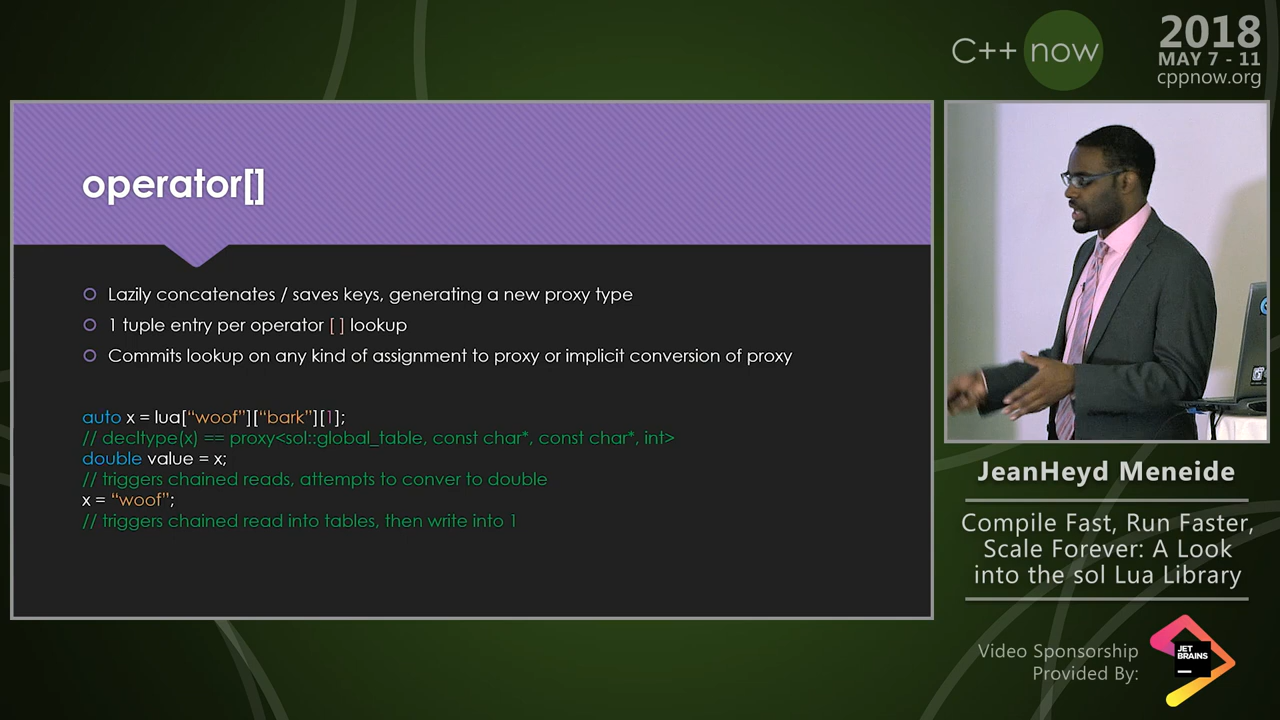 C++ now
2018
MAY 7 - 11
cppnow.org
operator[]
Lazily concatenates / saves keys, generating a new proxy type
1 tuple entry per operator [ ] lookup
Commits lookup on any kind of assignment to proxy or implicit conversion of proxy
auto x = lua[“woof”][“bark”][1];
// decltype(x) == proxy<sol::global_table, const char*, const char*, int>
double value = x;
// triggers chained reads, attempts to conver to double
x = “woof”;
// triggers chained read into tables, then write into 1
JeanHeyd Meneide
Compile Fast, Run Faster,
Scale Forever: A Look
into the sol Lua Library
Video Sponsorship
Provided By:
JET
BRAINS